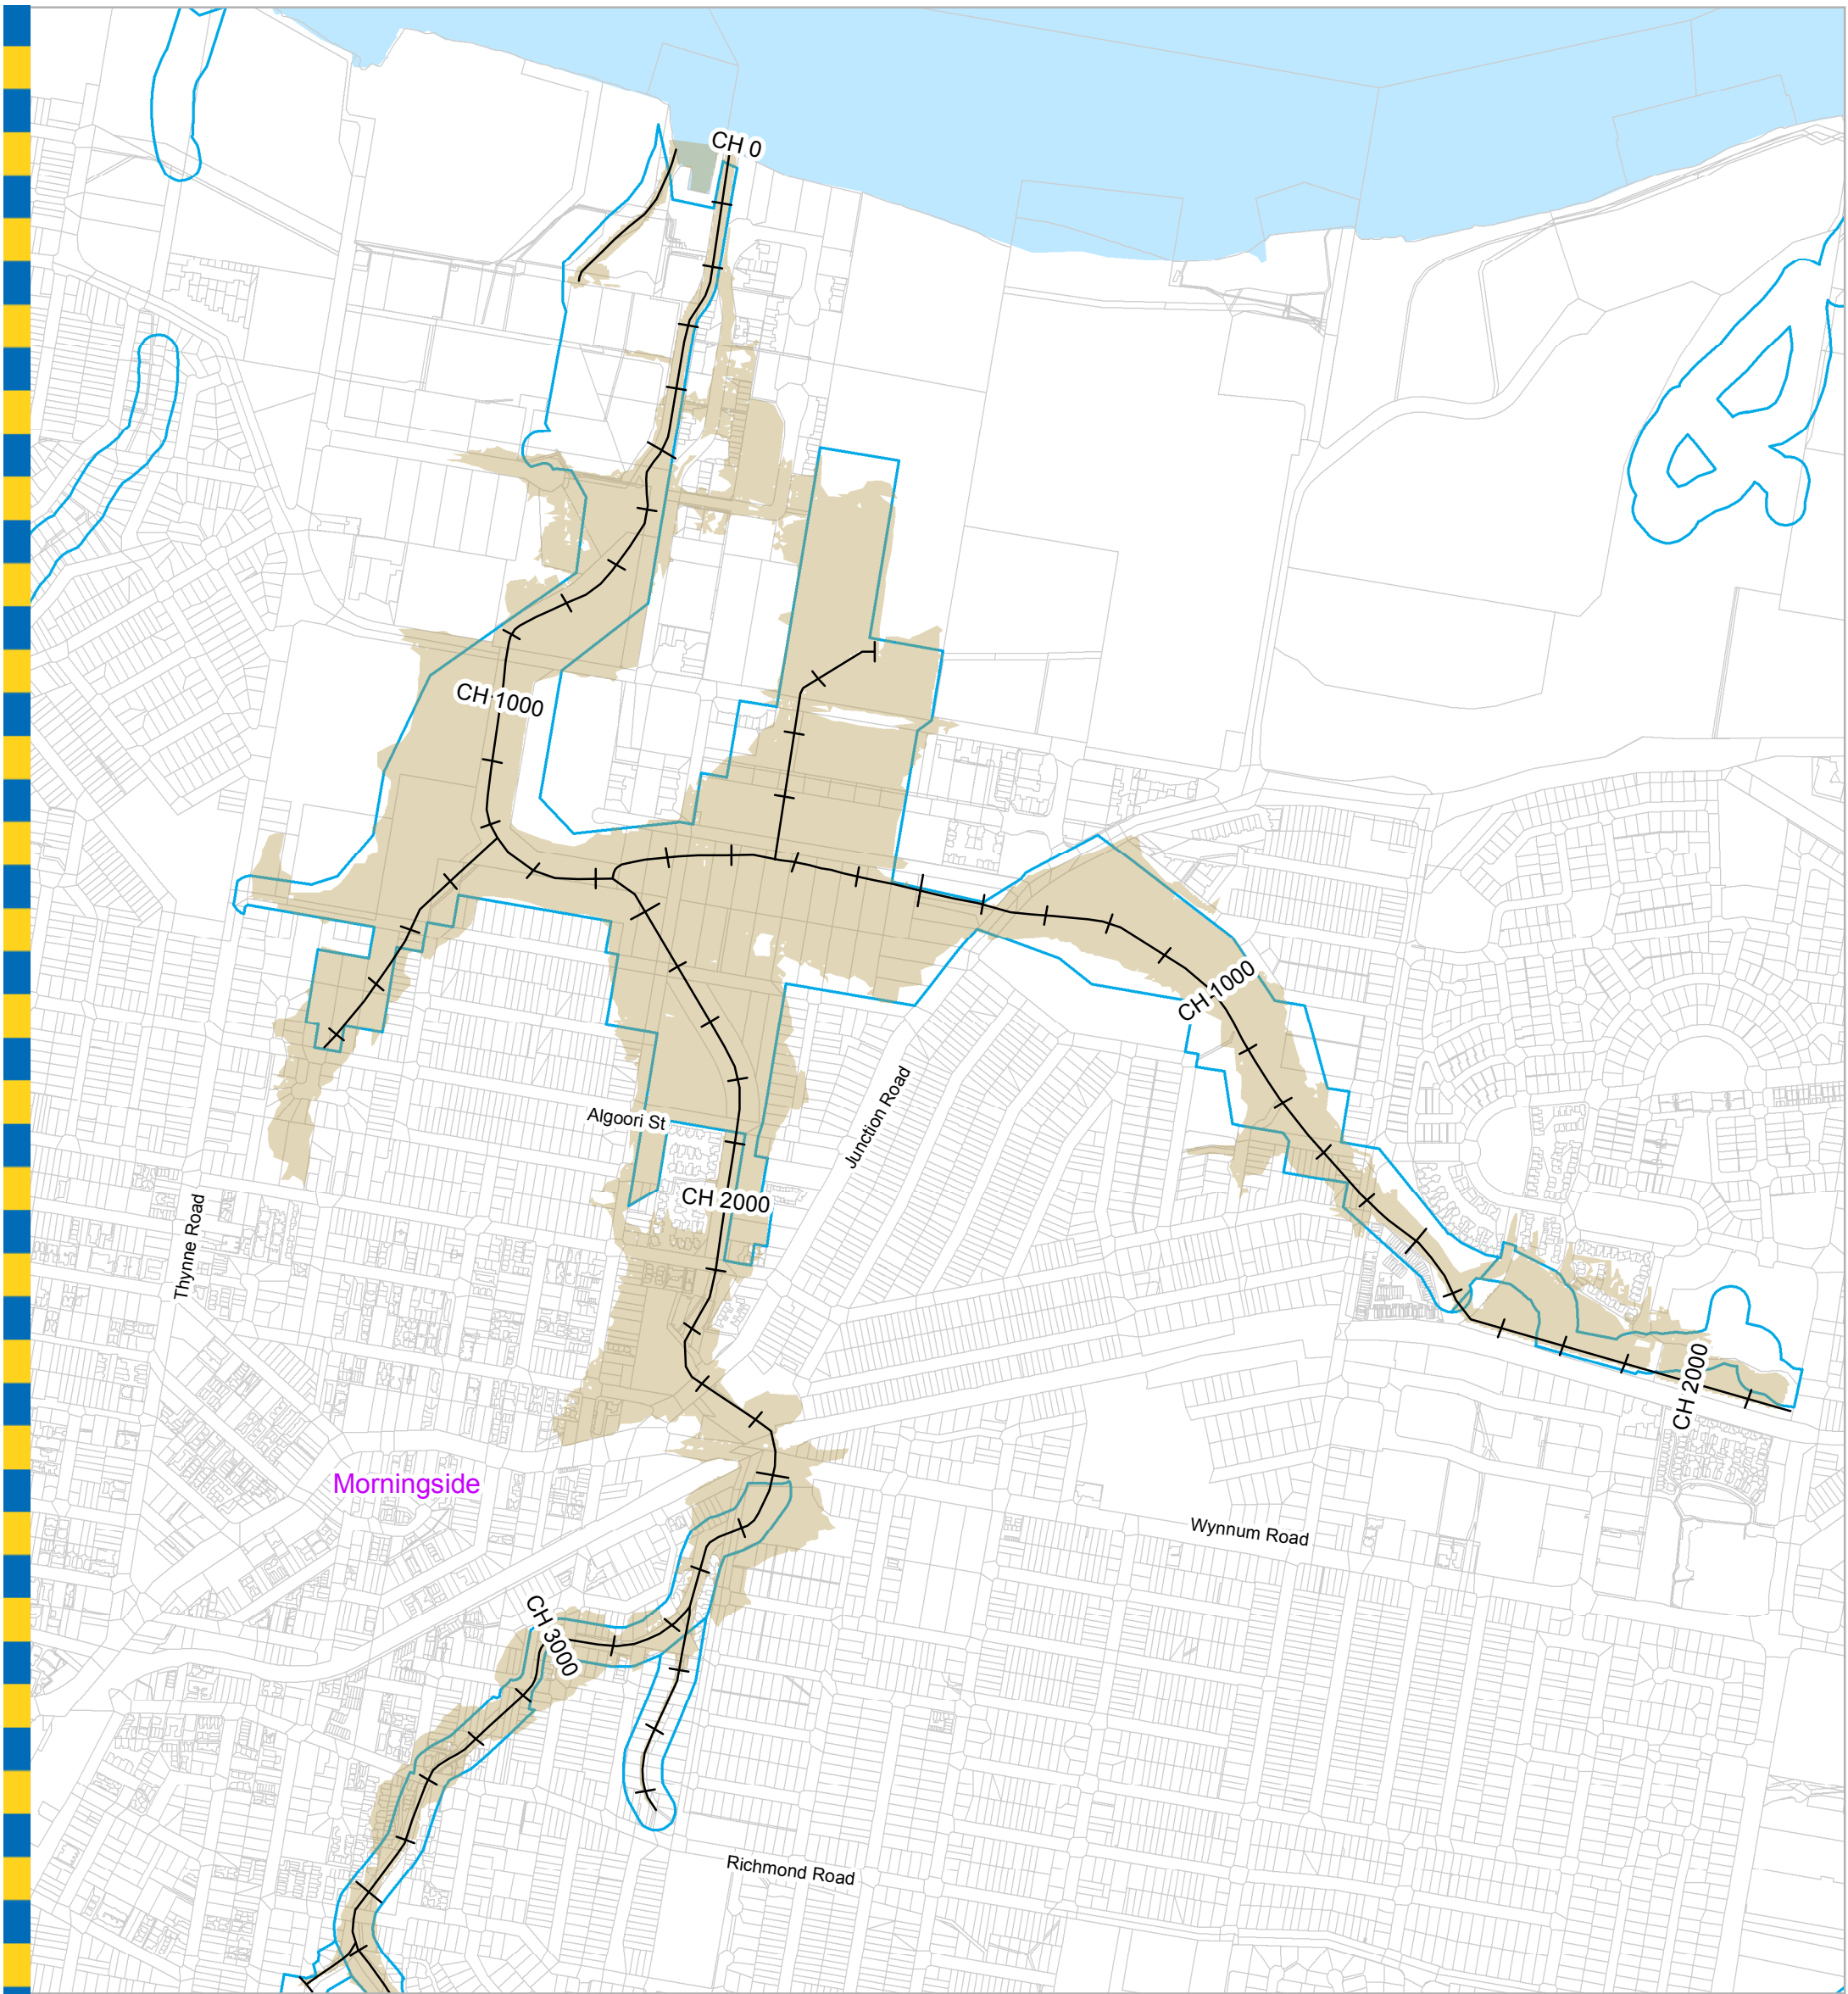 CH 0
CH 1000
CH 1000
Junction Road
Algoori St
CH 2000
Thynne Road
CH 2000
Morningside
Wynnum Road
CH 3000
Richmond Road